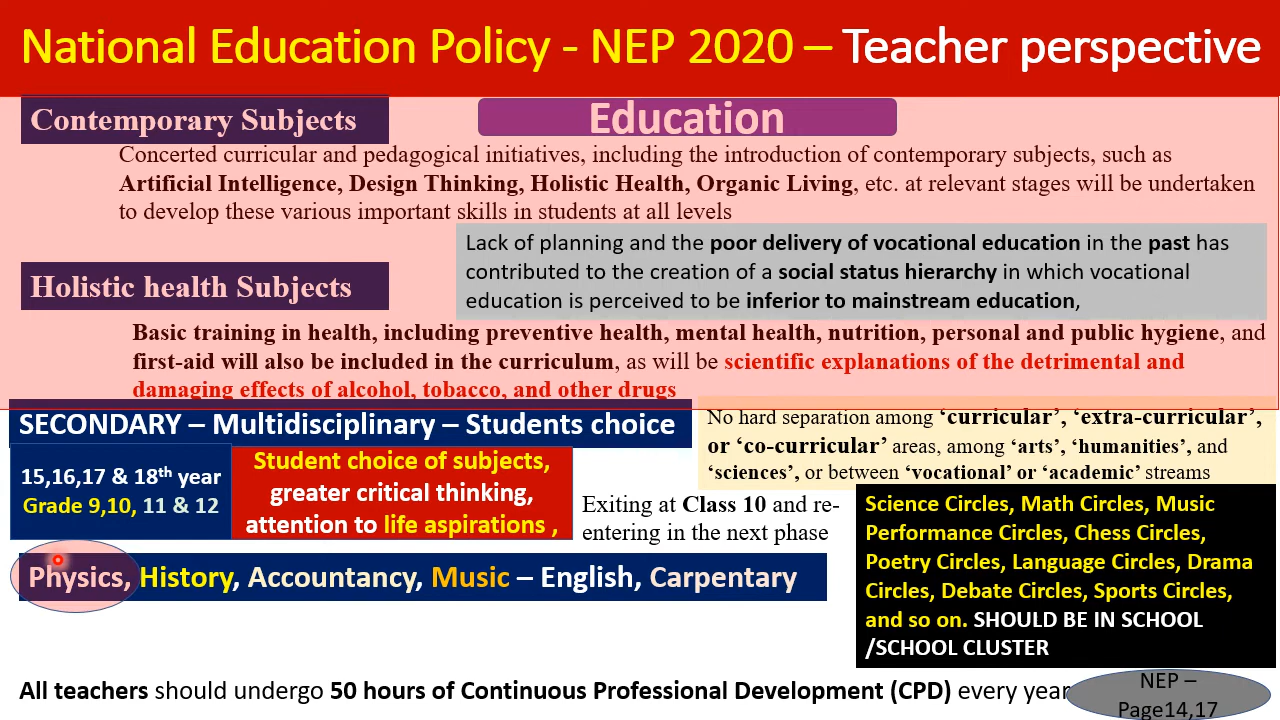 National Education Policy - NEP 2020 – Teacher perspective
Contemporary Subjects
Education
Concerted curricular and pedagogical initiatives, including the introduction of contemporary subjects, such as
Artificial Intelligence, Design Thinking, Holistic Health, Organic Living, etc. at relevant stages will be undertaken
to develop these various important skills in students at all levels
Lack of planning and the poor delivery of vocational education in the past has
contributed to the creation of a social status hierarchy in which vocational
education is perceived to be inferior to mainstream education,
Holistic health Subjects
Basic training in health, including preventive health, mental health, nutrition, personal and public hygiene, and
first-aid will also be included in the curriculum, as will be scientific explanations of the detrimental and
damaging effects of alcohol, tobacco, and other drugs
SECONDARY – Multidisciplinary – Students choice
No hard separation among ‘curricular’, ‘extra-curricular’,
or ‘co-curricular’ areas, among ‘arts’, ‘humanities’, and
‘sciences’, or between ‘vocational’ or ‘academic’ streams
15,16,17 & 18th year
Grade 9,10, 11 & 12
Student choice of subjects,
greater critical thinking,
attention to life aspirations ,
Exiting at Class 10 and re-
entering in the next phase
Science Circles, Math Circles, Music
Performance Circles, Chess Circles,
Poetry Circles, Language Circles, Drama
Circles, Debate Circles, Sports Circles,
and so on. SHOULD BE IN SCHOOL
/SCHOOL CLUSTER
Physics, History, Accountancy, Music – English, Carpentary
All teachers should undergo 50 hours of Continuous Professional Development (CPD) every year
NEP –
Page14,17